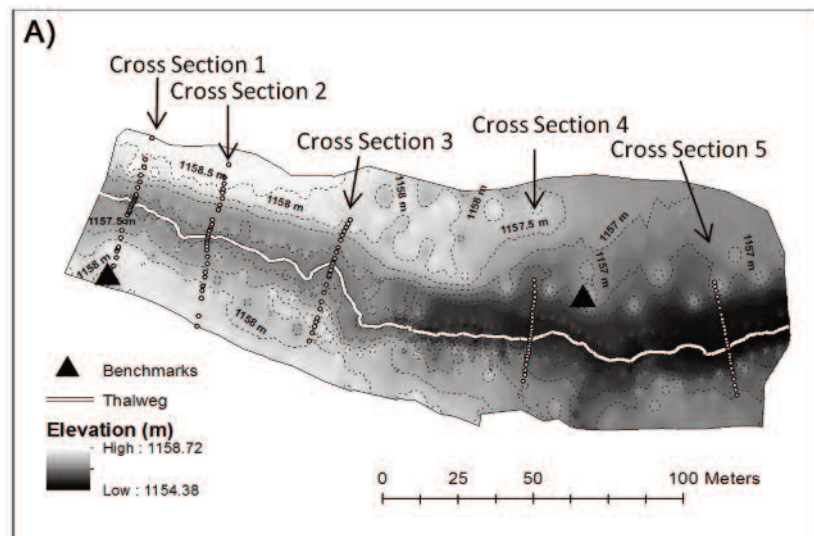 A)
Cross Section 1
Cross Section 2
Cross Section 3
Cross Section 4
Cross Section 5
1158.5 m
1158 m
1158 m
1158 m
1157.5 m
1157 m
1157 m
1157 m
1157.5 m
1158 m
1158 m
Benchmarks
Thalweg
Elevation (m)
High : 1158.72
Low : 1154.38
0 25 50 100 Meters